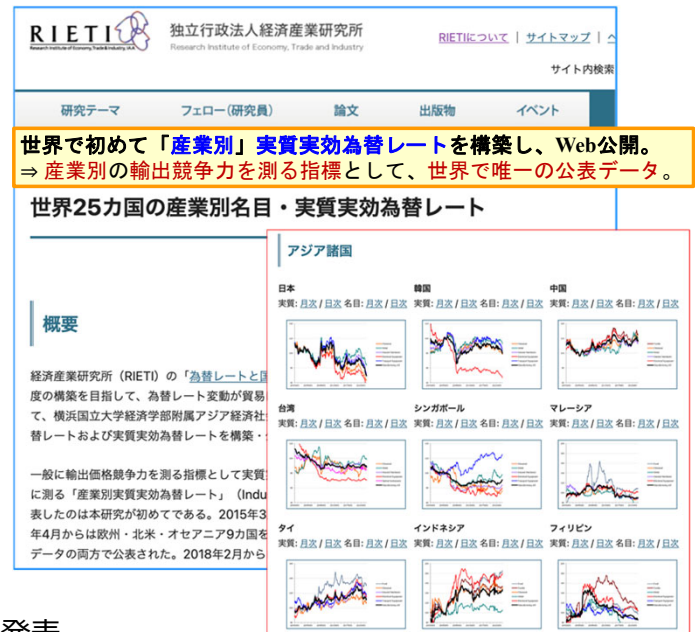 RIETI
Research Institute of Economy, Trade & Industry, IAA
独立行政法人経済産業研究所
Research Institute of Economy, Trade and Industry
RIETIについて | サイトマップ |
サイト内検索
研究テーマ フェロー(研究員) 論文 出版物 イベント
世界で初めて「産業別」実質実効為替レートを構築し、Web公開。
⇒ 産業別の輸出競争力を測る指標として、世界で唯一の公表データ。
世界25カ国の産業別名目・実質実効為替レート
概要
経済産業研究所（RIETI）の「為替レートと国
度の構築を目指して、為替レート変動が貿易
て、横浜国立大学経済学部附属アジア経済社
替レートおよび実質実効為替レートを構築・
一般に輸出価格競争力を測る指標として実質
に測る「産業別実質実効為替レート」（Indu
表したのは本研究が初めてである。2015年3
年4月からは欧州・北米・オセアニア9カ国を
データの両方で公表された。2018年2月から
アジア諸国
日本 韓国 中国
実質: 月次 / 日次 名目: 月次 / 日次 実質: 月次 / 日次 名目: 月次 / 日次 実質: 月次 / 日次 名目: 月次 / 日次
台湾 シンガポール マレーシア
実質: 月次 / 日次 名目: 月次 / 日次 実質: 月次 / 日次 名目: 月次 / 日次 実質: 月次 / 日次 名目: 月次 / 日次
タイ インドネシア フィリピン
実質: 月次 / 日次 名目: 月次 / 日次 実質: 月次 / 日次 名目: 月次 / 日次 実質: 月次 / 日次 名目: 月次 / 日次
発表